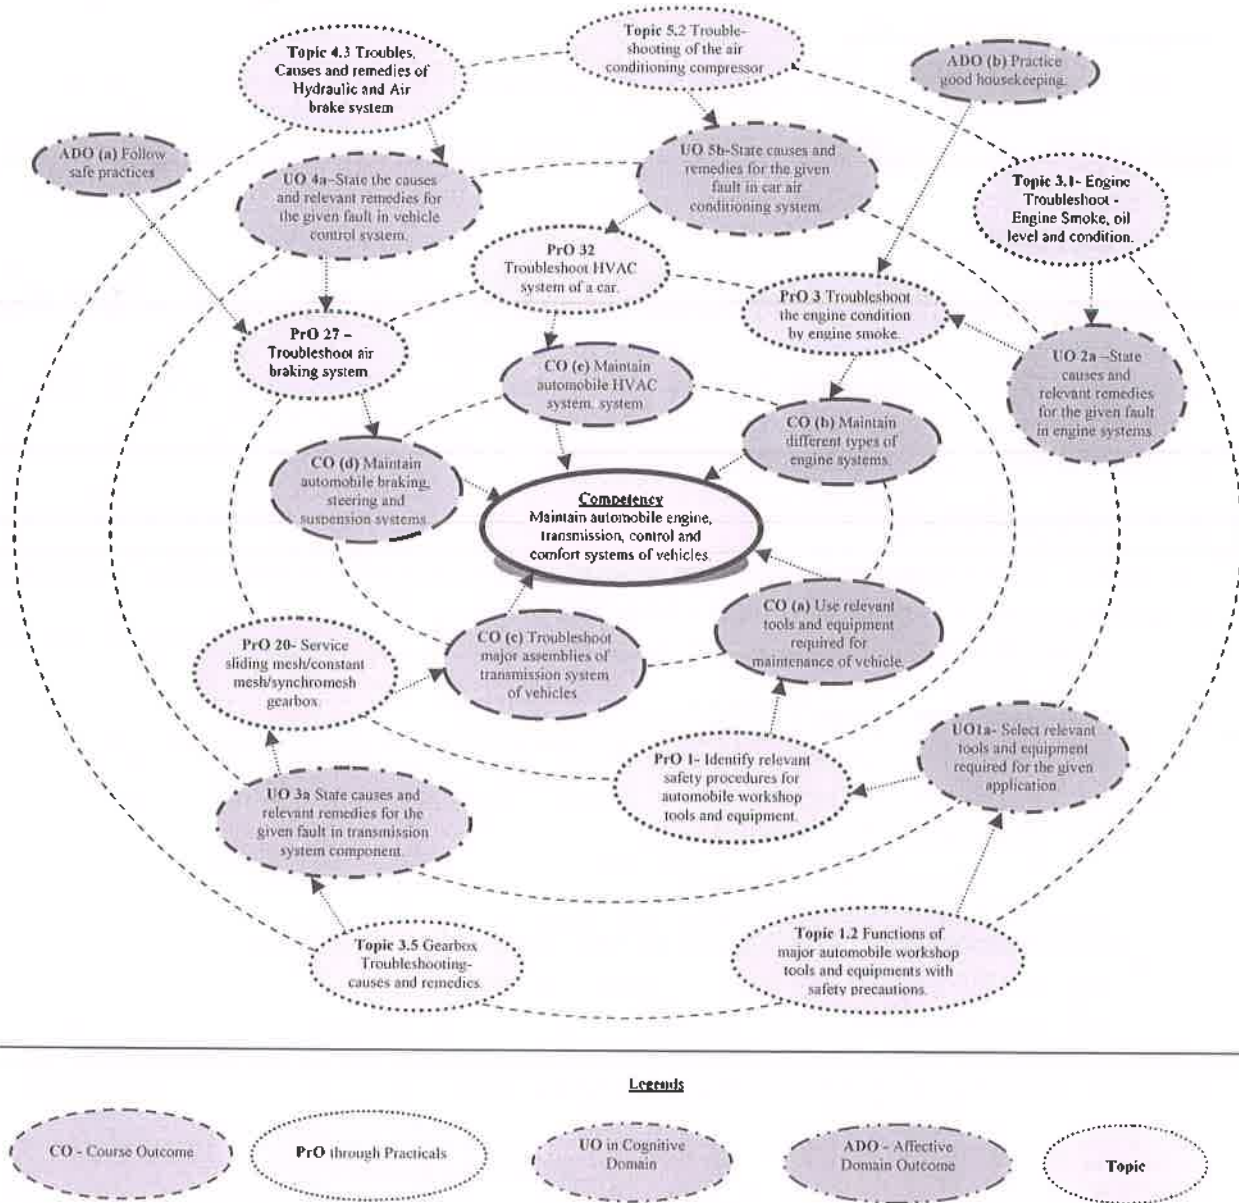 Topic 4.3 Troubles,
Causes and remedies of
Hydraulic and Air
brake system
Topic 5.2 Trouble-
shooting of the air
conditioning compressor
ADO (b) Practice
good housekeeping.
ADO (a) Follow
safe practices
UO 4a–State the causes
and relevant remedies for
the given fault in vehicle
control system.
UO 5b-State causes and
remedies for the given
fault in car air
conditioning system
Topic 3.1- Engine
Troubleshoot -
Engine Smoke, oil
level and condition.
PrO 32
Troubleshoot HVAC
system of a car.
PrO 3 Troubleshoot
the engine condition
by engine smoke.
PrO 27 –
Troubleshoot air
braking system
UO 2a –State
causes and
relevant remedies
for the given fault
in engine systems.
CO (e) Maintain
automobile HVAC
system. system
CO (b) Maintain
different types of
engine systems.
CO (d) Maintain
automobile braking,
steering and
suspension systems.
Competency
Maintain automobile engine,
transmission, control and
comfort systems of vehicles.
CO (a) Use relevant
tools and equipment
required for
maintenance of vehicle.
CO (c) Troubleshoot
major assemblies of
transmission system
of vehicles
PrO 20- Service
sliding mesh/constant
mesh/synchromesh
gearbox.
UO1a- Select relevant
tools and equipment
required for the given
application.
PrO 1- Identify relevant
safety procedures for
automobile workshop
tools and equipment.
UO 3a State causes and
relevant remedies for the
given fault in transmission
system component.
Topic 3.5 Gearbox
Troubleshooting-
causes and remedies.
Topic 1.2 Functions of
major automobile workshop
tools and equipments with
safety precautions.
Legends
CO - Course Outcome
PrO through Practicals
UO in Cognitive
Domain
ADO - Affective
Domain Outcome
Topic